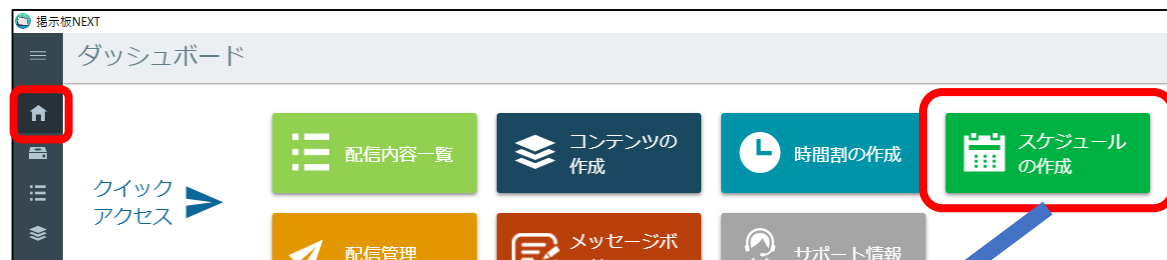 掲示板NEXT
ダッシュボード
クイック
アクセス
配信内容一覧
コンテンツの
作成
時間割の作成
スケジュール
の作成
配信管理
メッセージボ
サポート情報